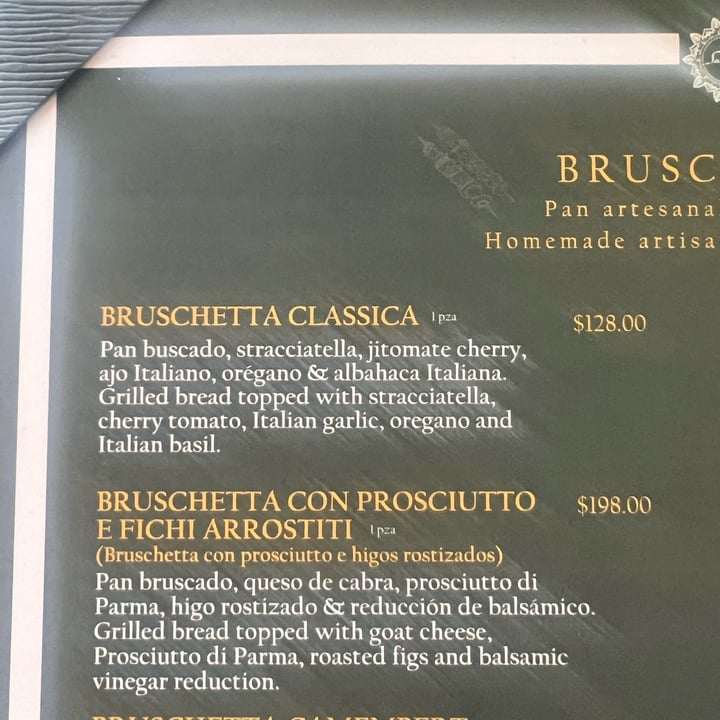 BRUSC
Pan artesana
Homemade artisa
BRUSCHETTA CLASSICA 1 pza $128.00
Pan buscado, stracciatella, jitomate cherry,
ajo Italiano, orégano & albahaca Italiana.
Grilled bread topped with stracciatella,
cherry tomato, Italian garlic, oregano and
Italian basil.
BRUSCHETTA CON PROSCIUTTO $198.00
E FICHI ARROSTITI 1 pza
(Bruschetta con prosciutto e higos rostizados)
Pan bruscado, queso de cabra, prosciutto di
Parma, higo rostizado & reducción de balsámico.
Grilled bread topped with goat cheese,
Prosciutto di Parma, roasted figs and balsamic
vinegar reduction.
BRUSCHETTA CAMEMBERT